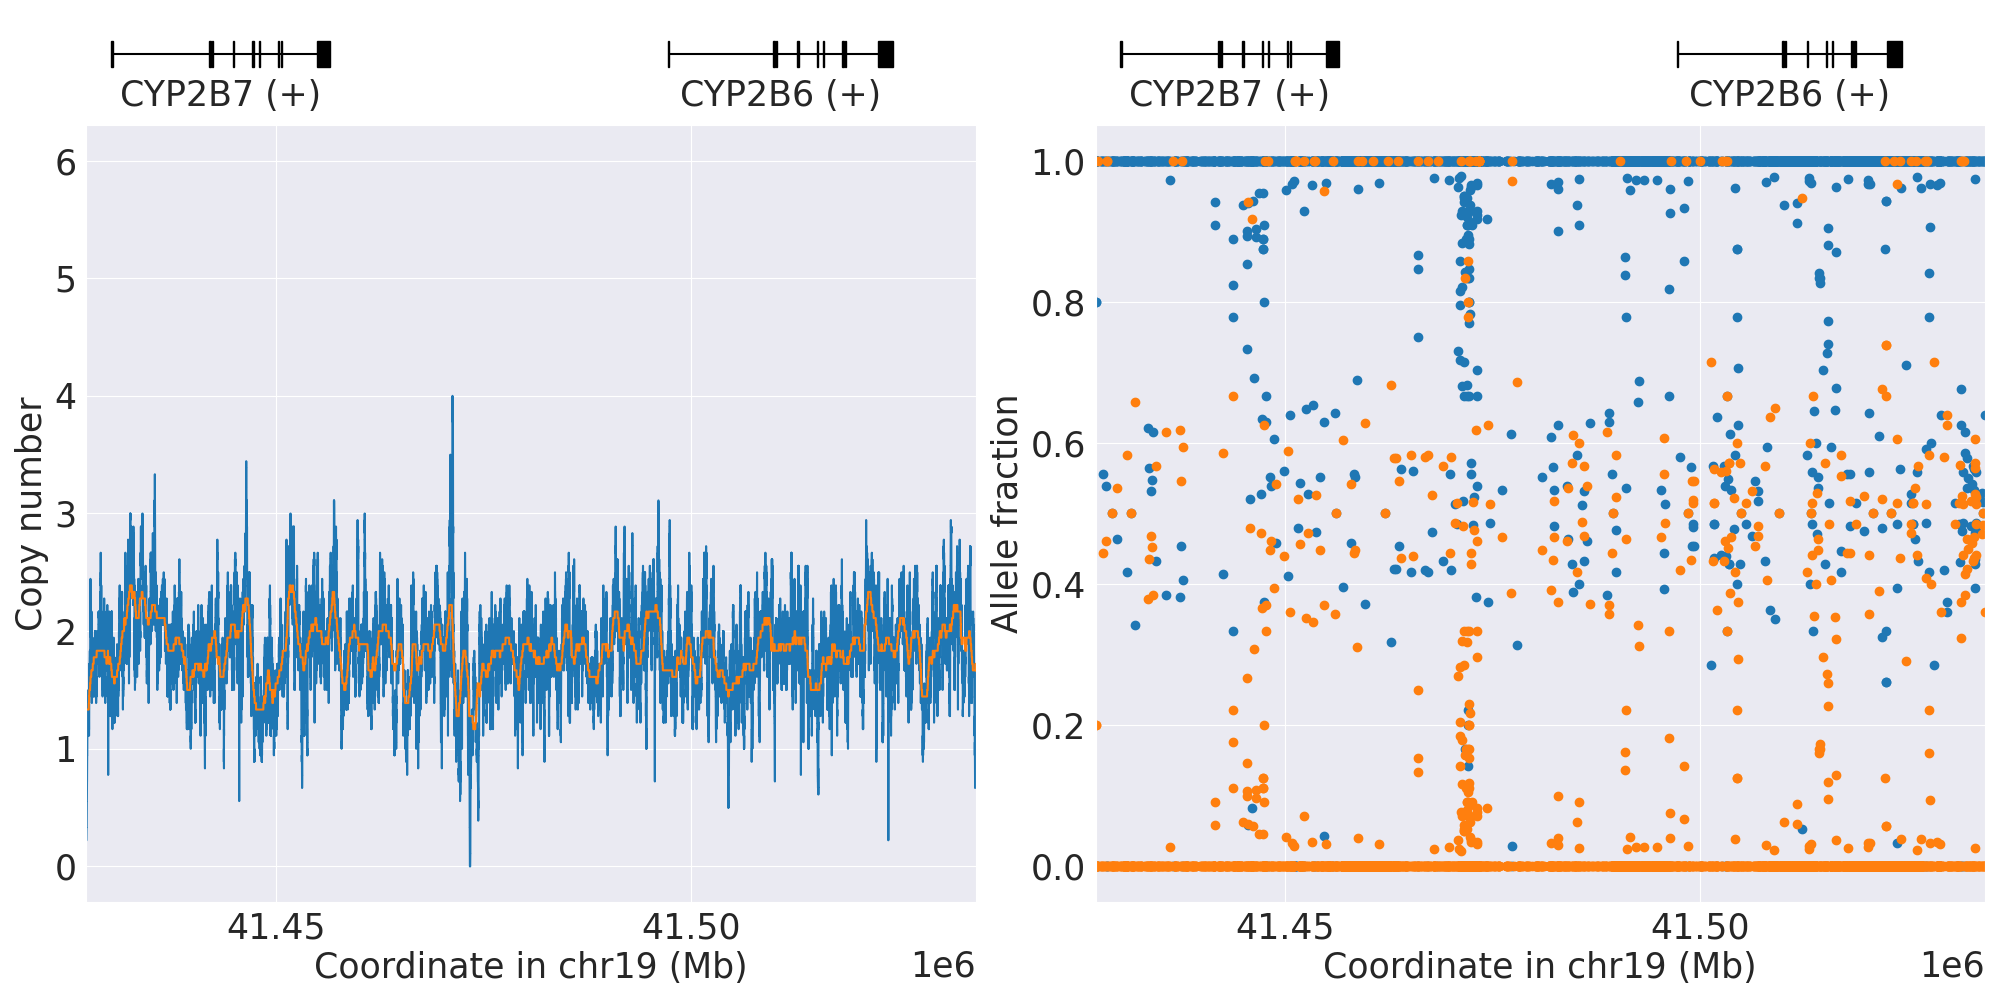 CYP2B7 (+)
CYP2B6 (+)
6
5
4
3
2
1
0
Copy number
41.45
41.50
Coordinate in chr19 (Mb)
1e6
CYP2B7 (+)
CYP2B6 (+)
1.0
0.8
0.6
0.4
0.2
0.0
Allele fraction
41.45
41.50
Coordinate in chr19 (Mb)
1e6